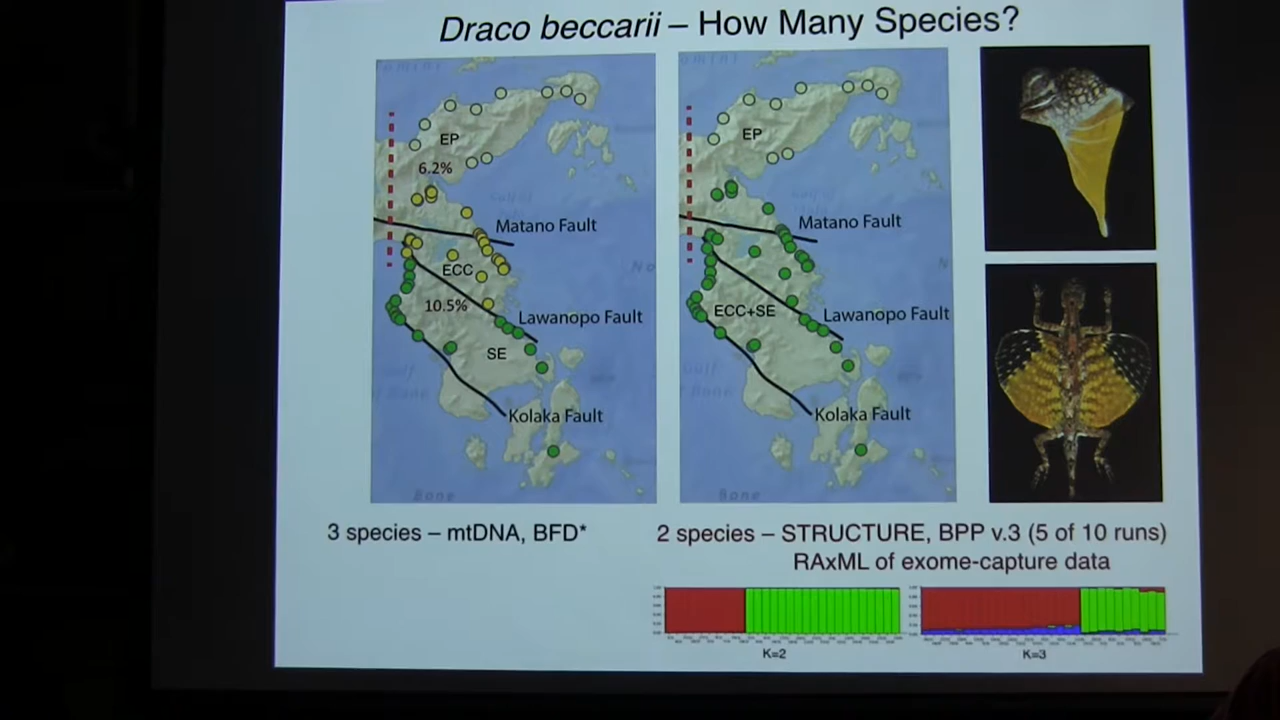 Draco beccarii – How Many Species?
EP
6.2%
Matano Fault
ECC
10.5%
Lawanopo Fault
SE
Kolaka Fault
Bone
EP
Matano Fault
ECC+SE
Lawanopo Fault
Kolaka Fault
Bone
3 species – mtDNA, BFD*
2 species – STRUCTURE, BPP v.3 (5 of 10 runs)
RAxML of exome-capture data
K=2
K=3